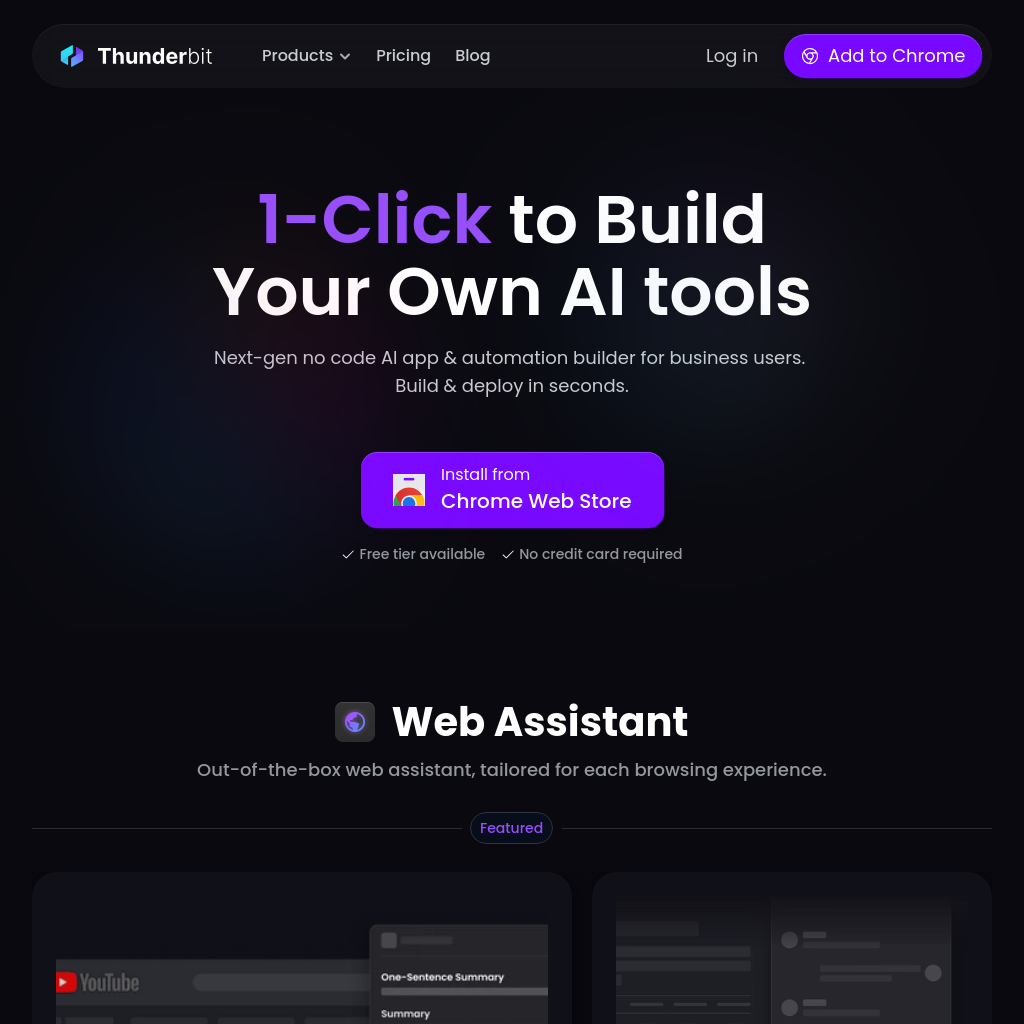 Thunderbit
Products
Pricing
Blog
Log in
Add to Chrome
1-Click to Build
Your Own AI tools
Next-gen no code AI app & automation builder for business users.
Build & deploy in seconds.
Install from
Chrome Web Store
Free tier available
No credit card required
Web Assistant
Out-of-the-box web assistant, tailored for each browsing experience.
Featured
YouTube
One-Sentence Summary
Summary